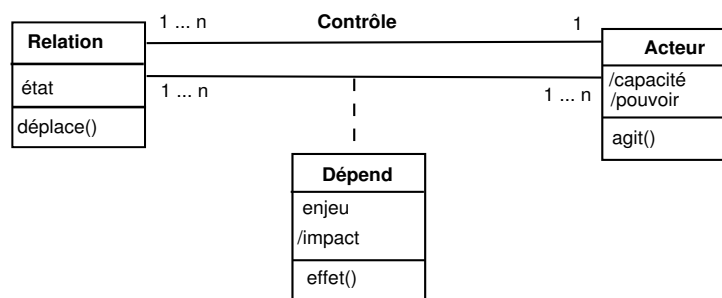 1 ... n
Contrôle
1
Relation
état
déplace()
1 ... n
1 ... n
Acteur
/capacité
/pouvoir
agit()
Dépend
enjeu
/impact
effet()